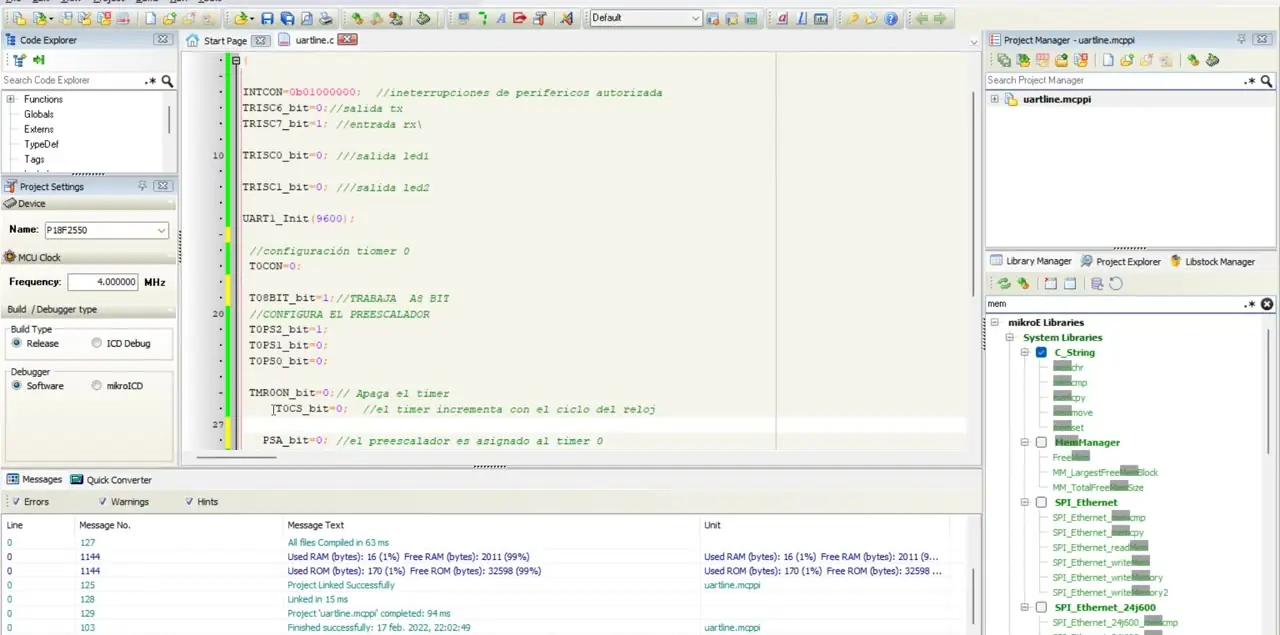 Default
Code Explorer
Start Page
uartline.c
Project Manager - uartline.mcppi
Search Code Explorer
Search Project Manager
Functions
Globals
Externs
TypeDef
Tags
uartline.mcppi
Project Settings
Device
Name: P18F2550
MCU Clock
Frequency: 4.000000 MHz
Build / Debugger type
Build Type
Release
ICD Debug
Debugger
Software
mikroICD
INTCON=0b01000000; //ineterrupciones de perifericos autorizada
TRISC6_bit=0;//salida tx
TRISC7_bit=1; //entrada rx\
10 TRISC0_bit=0; ///salida led1
TRISC1_bit=0; ///salida led2
UART1_Init(9600);
//configuración tiomer 0
T0CON=0;
T08BIT_bit=1;//TRABAJA A8 BIT
20 //CONFIGURA EL PREESCALADOR
T0PS2_bit=1;
T0PS1_bit=0;
T0PS0_bit=0;
TMR0ON_bit=0;// Apaga el timer
T0CS_bit=0; //el timer incrementa con el ciclo del reloj
27
PSA_bit=0; //el preescalador es asignado al timer 0
Library Manager
Project Explorer
Libstock Manager
mem
mikroE Libraries
System Libraries
C_String
MemManager
MM_LargestFreeMemBlock
MM_TotalFreeMemSize
SPI_Ethernet
SPI_Ethernet_memcmp
SPI_Ethernet_memcpy
SPI_Ethernet_readMem
SPI_Ethernet_writeMem
SPI_Ethernet_writeMemory
SPI_Ethernet_writeMemory2
SPI_Ethernet_24j600
SPI_Ethernet_24j600_memcmp
Messages
Quick Converter
Errors
Warnings
Hints
Line Message No. Message Text Unit
0 127 All files Compiled in 63 ms
0 1144 Used RAM (bytes): 16 (1%) Free RAM (bytes): 2011 (99%) Used RAM (bytes): 16 (1%) Free RAM (bytes): 2011 (9...
0 1144 Used ROM (bytes): 170 (1%) Free ROM (bytes): 32598 (99%) Used ROM (bytes): 170 (1%) Free ROM (bytes): 32598 ...
0 125 Project Linked Successfully uartline.mcppi
0 128 Linked in 15 ms
0 129 Project 'uartline.mcppi' completed: 94 ms
0 103 Finished successfully: 17 feb. 2022, 22:02:49 uartline.mcppi